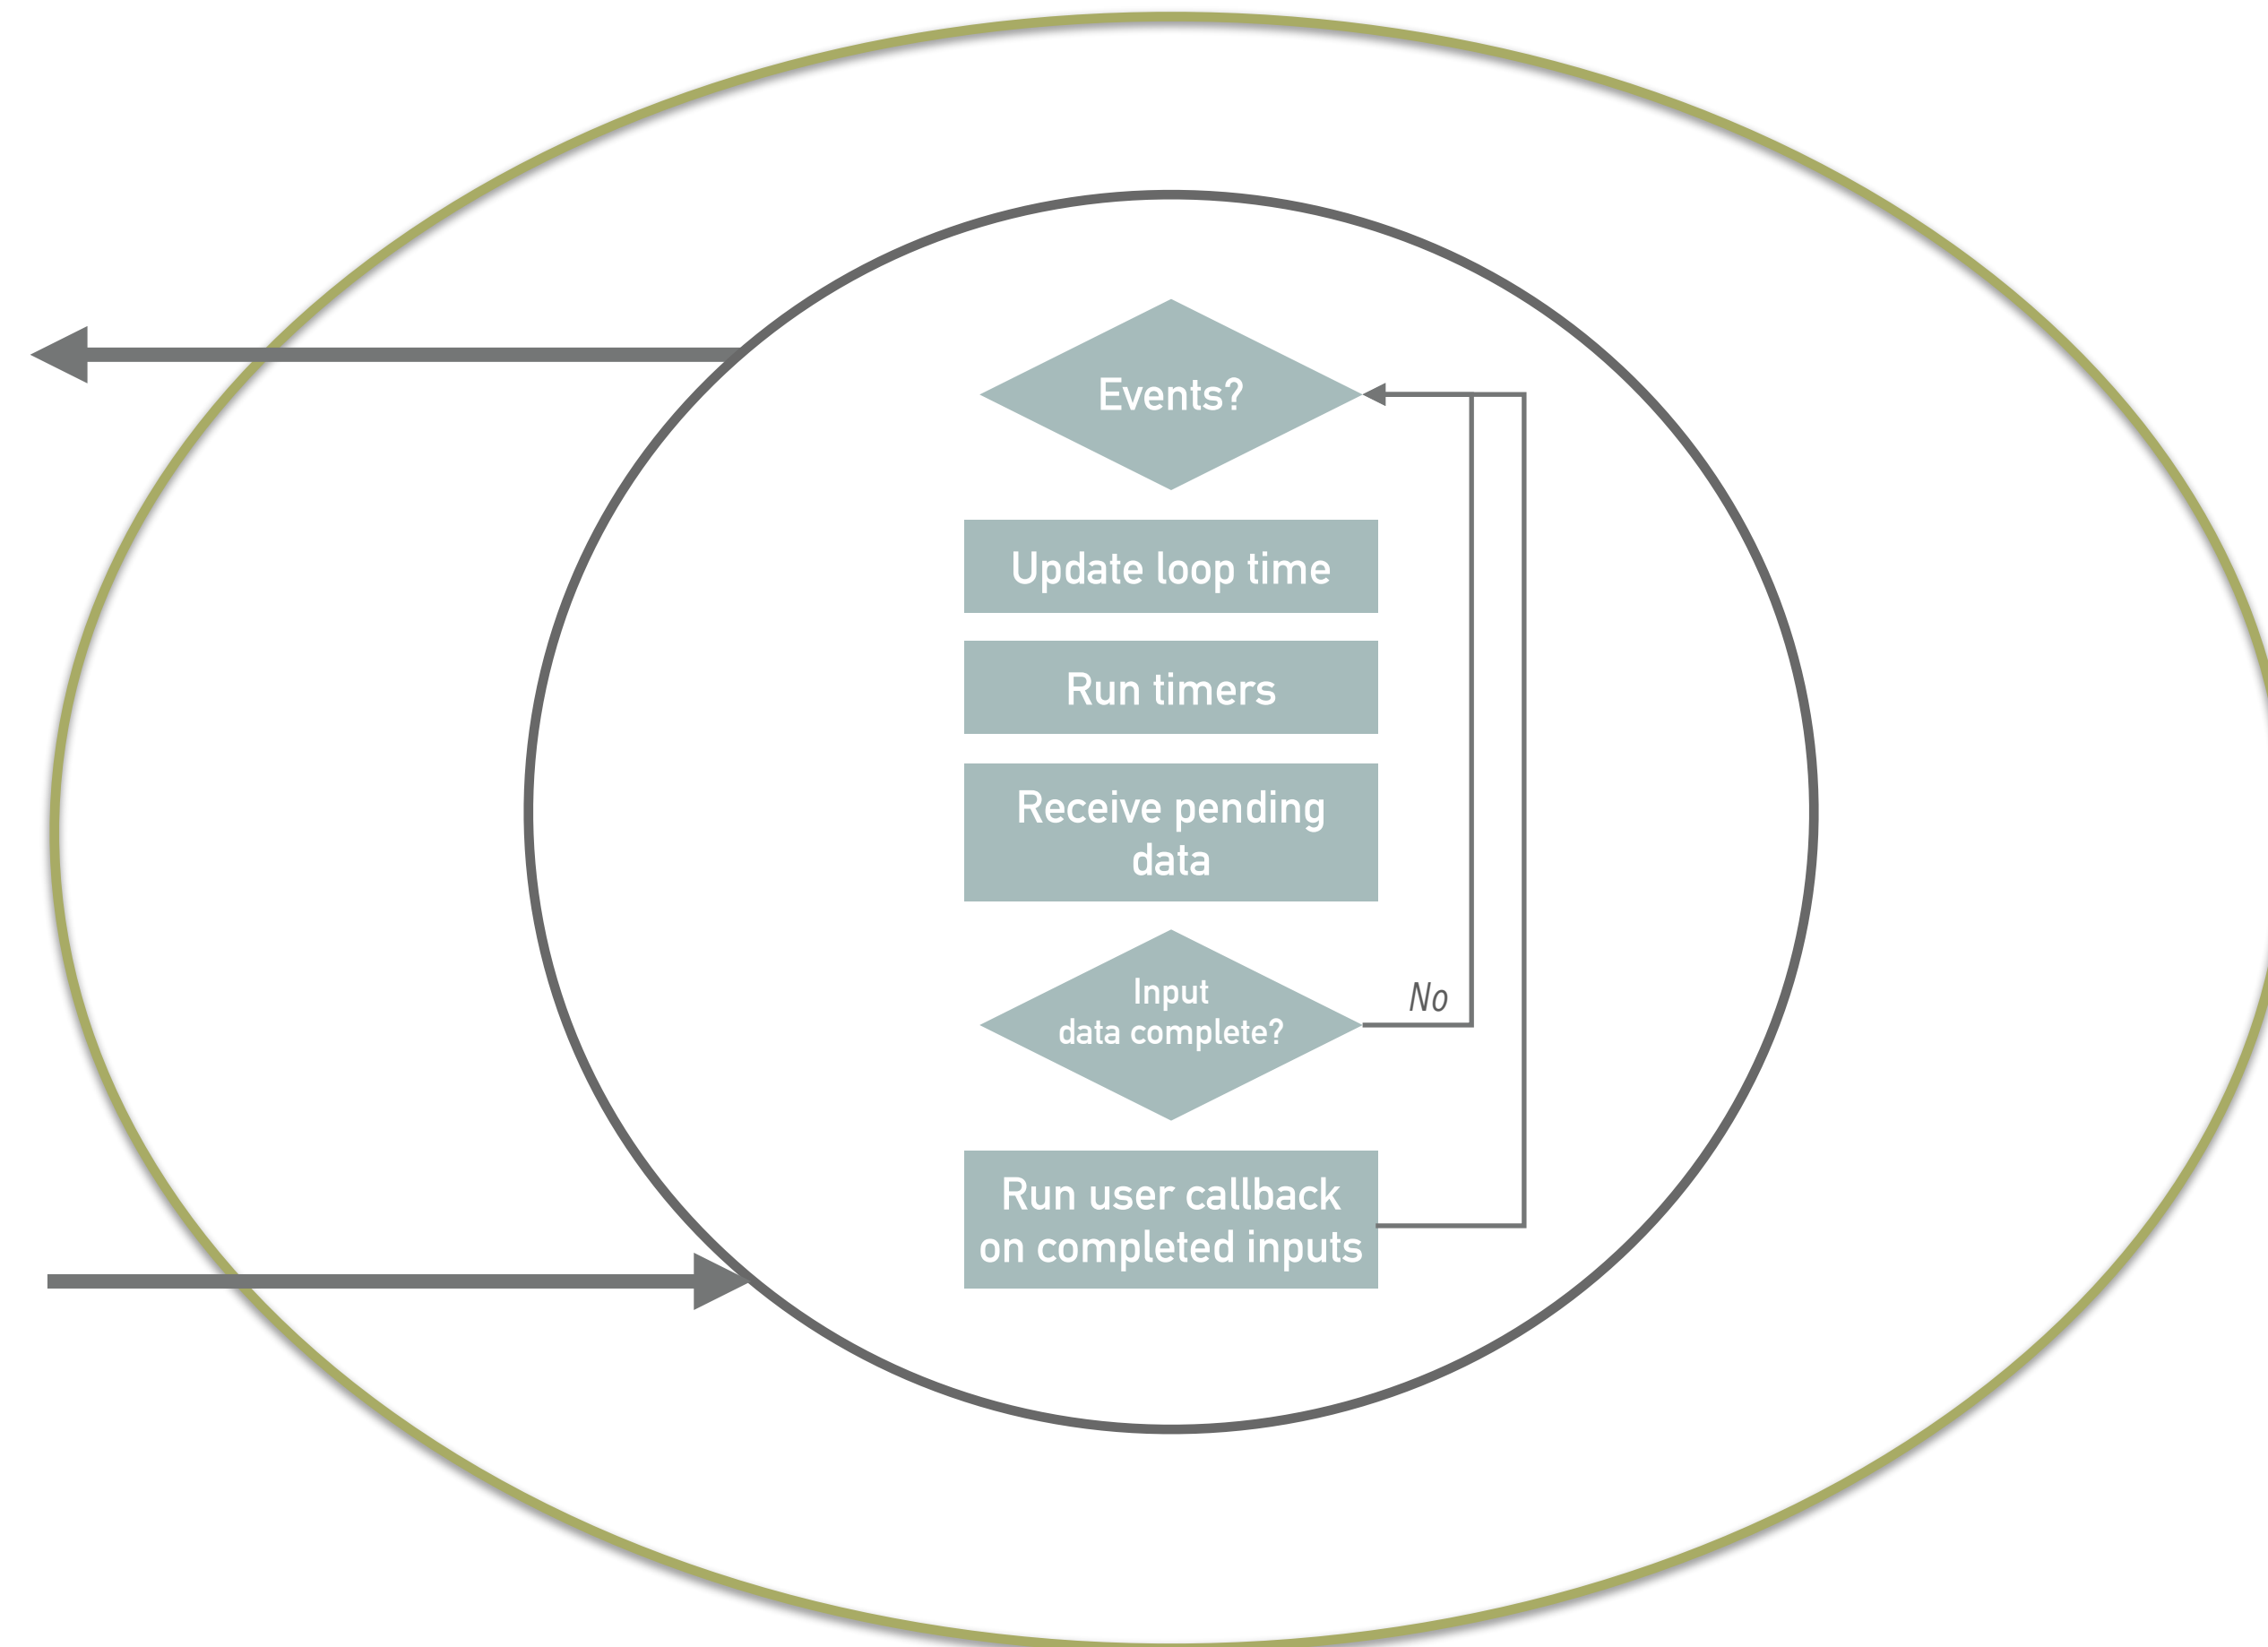 Events?
Update loop time
Run timers
Receive pending
data
Input
data complete?
No
Run user callback
on completed inputs